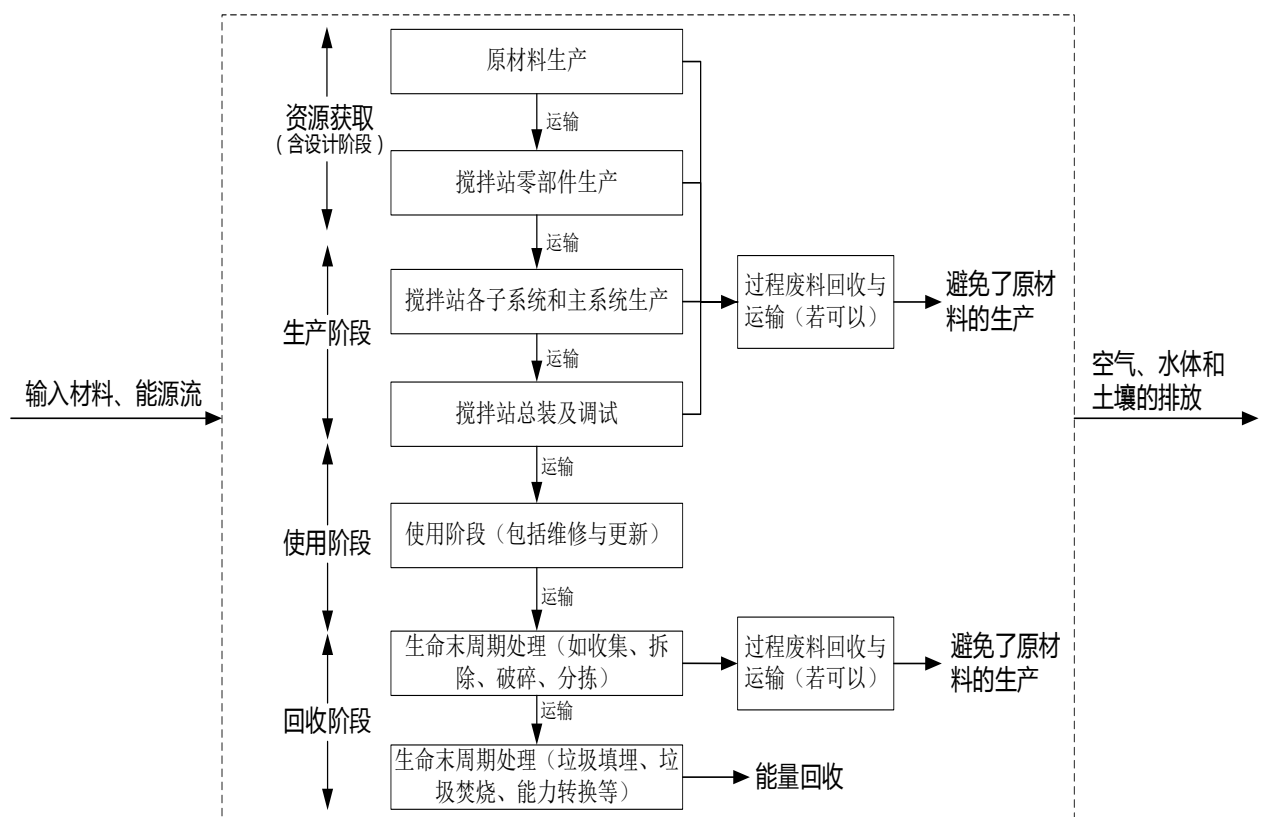 原材料生产
运输
资源获取
（含设计阶段）
搅拌站零部件生产
运输
搅拌站各子系统和主系统生产
过程废料回收与
运输（若可以）
避免了原材
料的生产
生产阶段
运输
输入材料、能源流
搅拌站总装及调试
空气、水体和
土壤的排放
运输
使用阶段
使用阶段（包括维修与更新）
运输
生命末周期处理（如收集、拆
除、破碎、分拣）
过程废料回收与
运输（若可以）
避免了原材
料的生产
回收阶段
运输
生命末周期处理（垃圾填埋、垃
圾焚烧、能力转换等）
能量回收